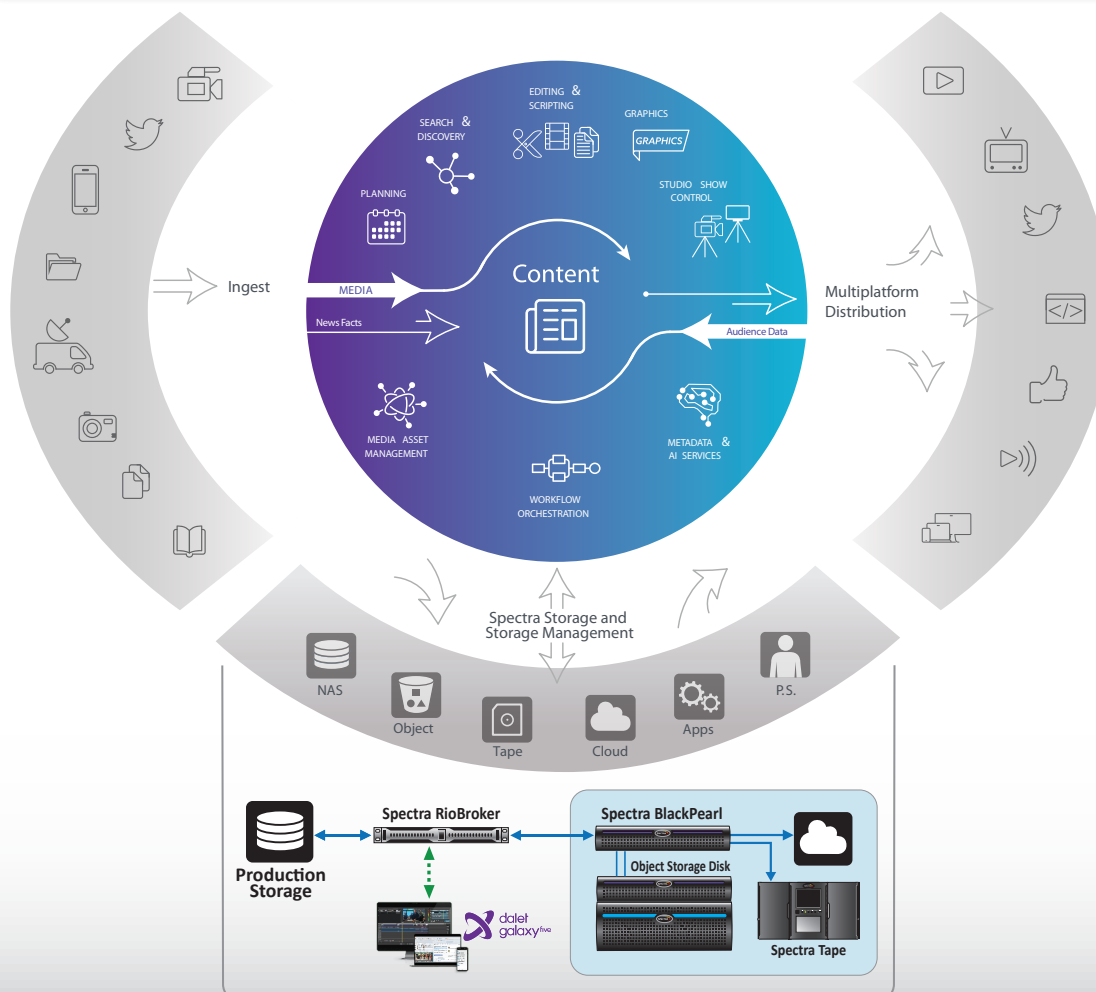 EDITING &
SCRIPTING
GRAPHICS
SEARCH &
DISCOVERY
GRAPHICS
STUDIO SHOW
CONTROL
PLANNING
Content
Ingest
MEDIA
Multiplatform
Distribution
News Facts
Audience Data
MEDIA ASSET
MANAGEMENT
METADATA &
AI SERVICES
WORKFLOW
ORCHESTRATION
Spectra Storage and
Storage Management
NAS
Object
Tape
Cloud
Apps
P.S.
Spectra RioBroker
Spectra BlackPearl
Production
Storage
Object Storage Disk
dalet
galaxy five
Spectra Tape